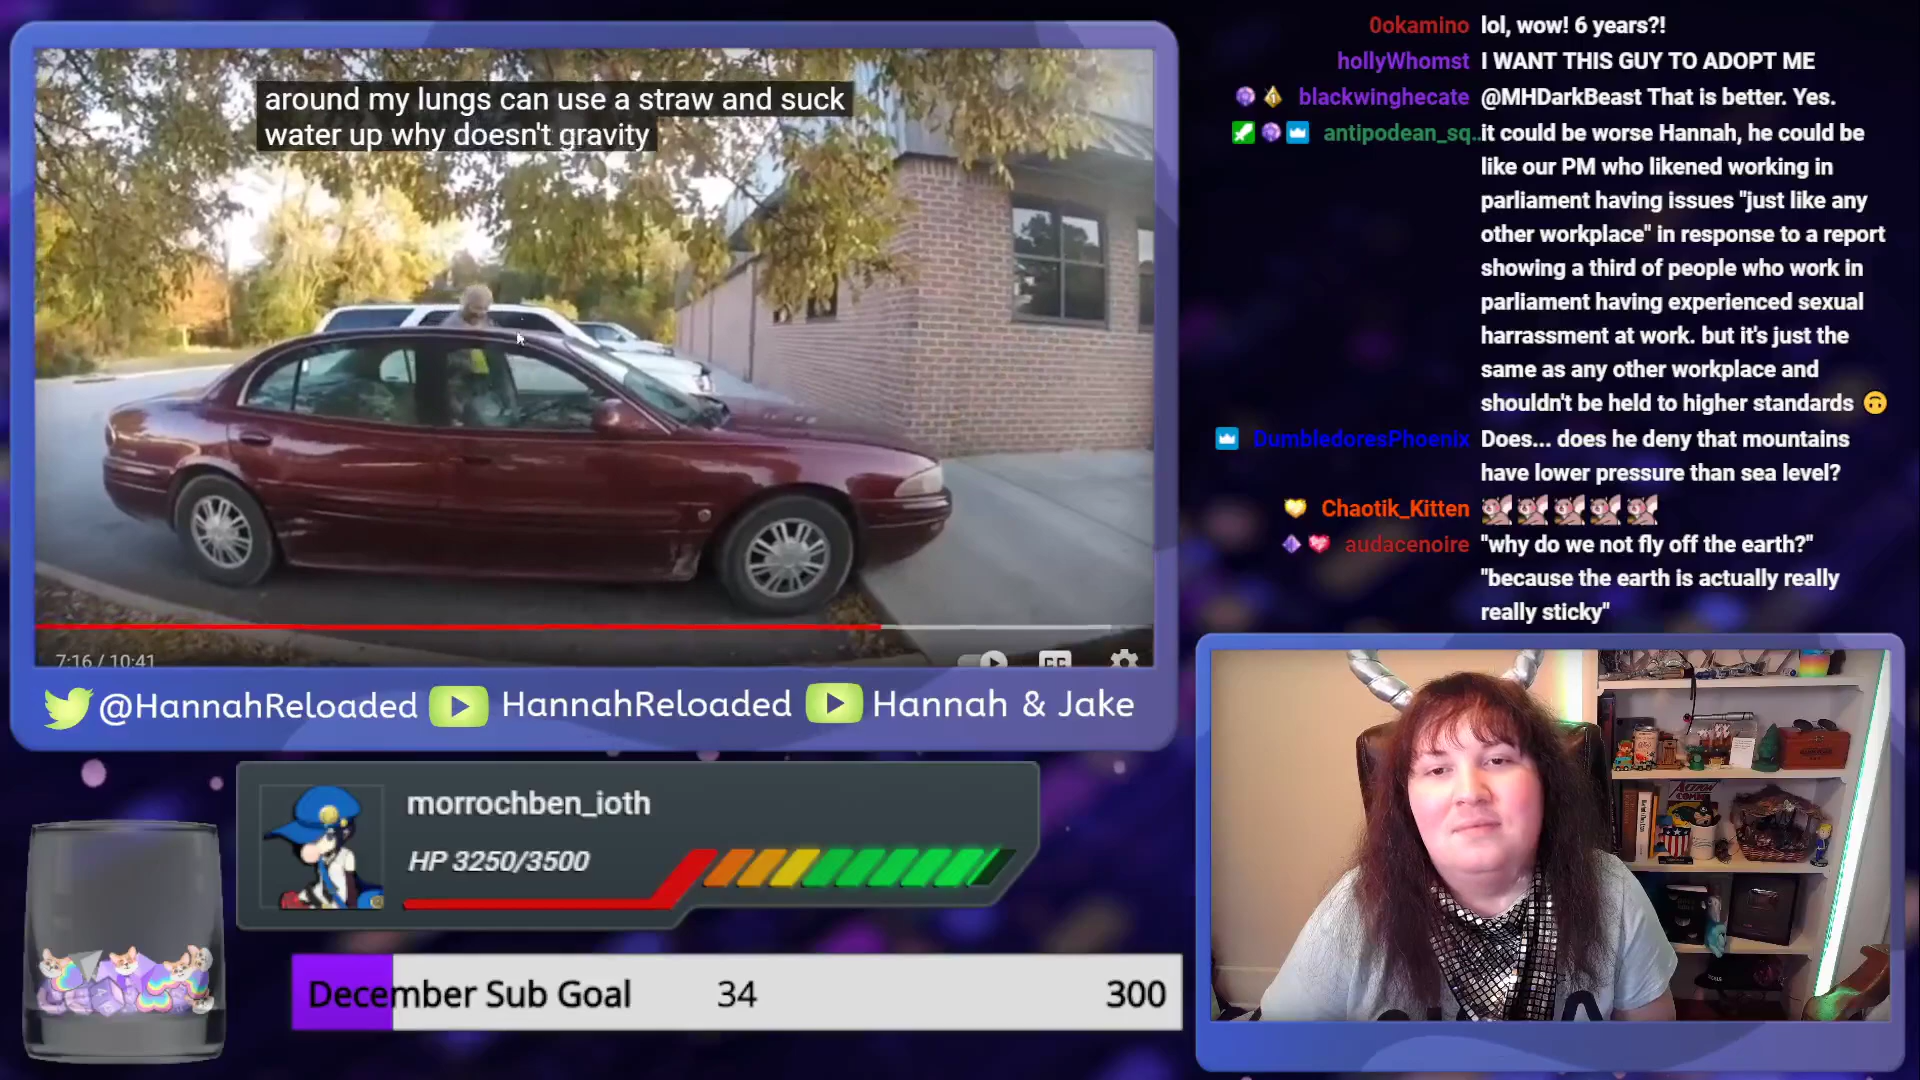 around my lungs can use a straw and suck
water up why doesn't gravity
7:16 / 10:41
@HannahReloaded HannahReloaded Hannah & Jake
morrochben_ioth
HP 3250/3500
December Sub Goal 34 300
0okamino lol, wow! 6 years?!
hollyWhomst I WANT THIS GUY TO ADOPT ME
blackwinghecate @MHDarkBeast That is better. Yes.
antipodean_sq.. it could be worse Hannah, he could be
like our PM who likened working in
parliament having issues "just like any
other workplace" in response to a report
showing a third of people who work in
parliament having experienced sexual
harrassment at work. but it's just the
same as any other workplace and
shouldn't be held to higher standards
DumbledoresPhoenix Does... does he deny that mountains
have lower pressure than sea level?
Chaotik_Kitten
audacenoire "why do we not fly off the earth?"
"because the earth is actually really
really sticky"
ACTION